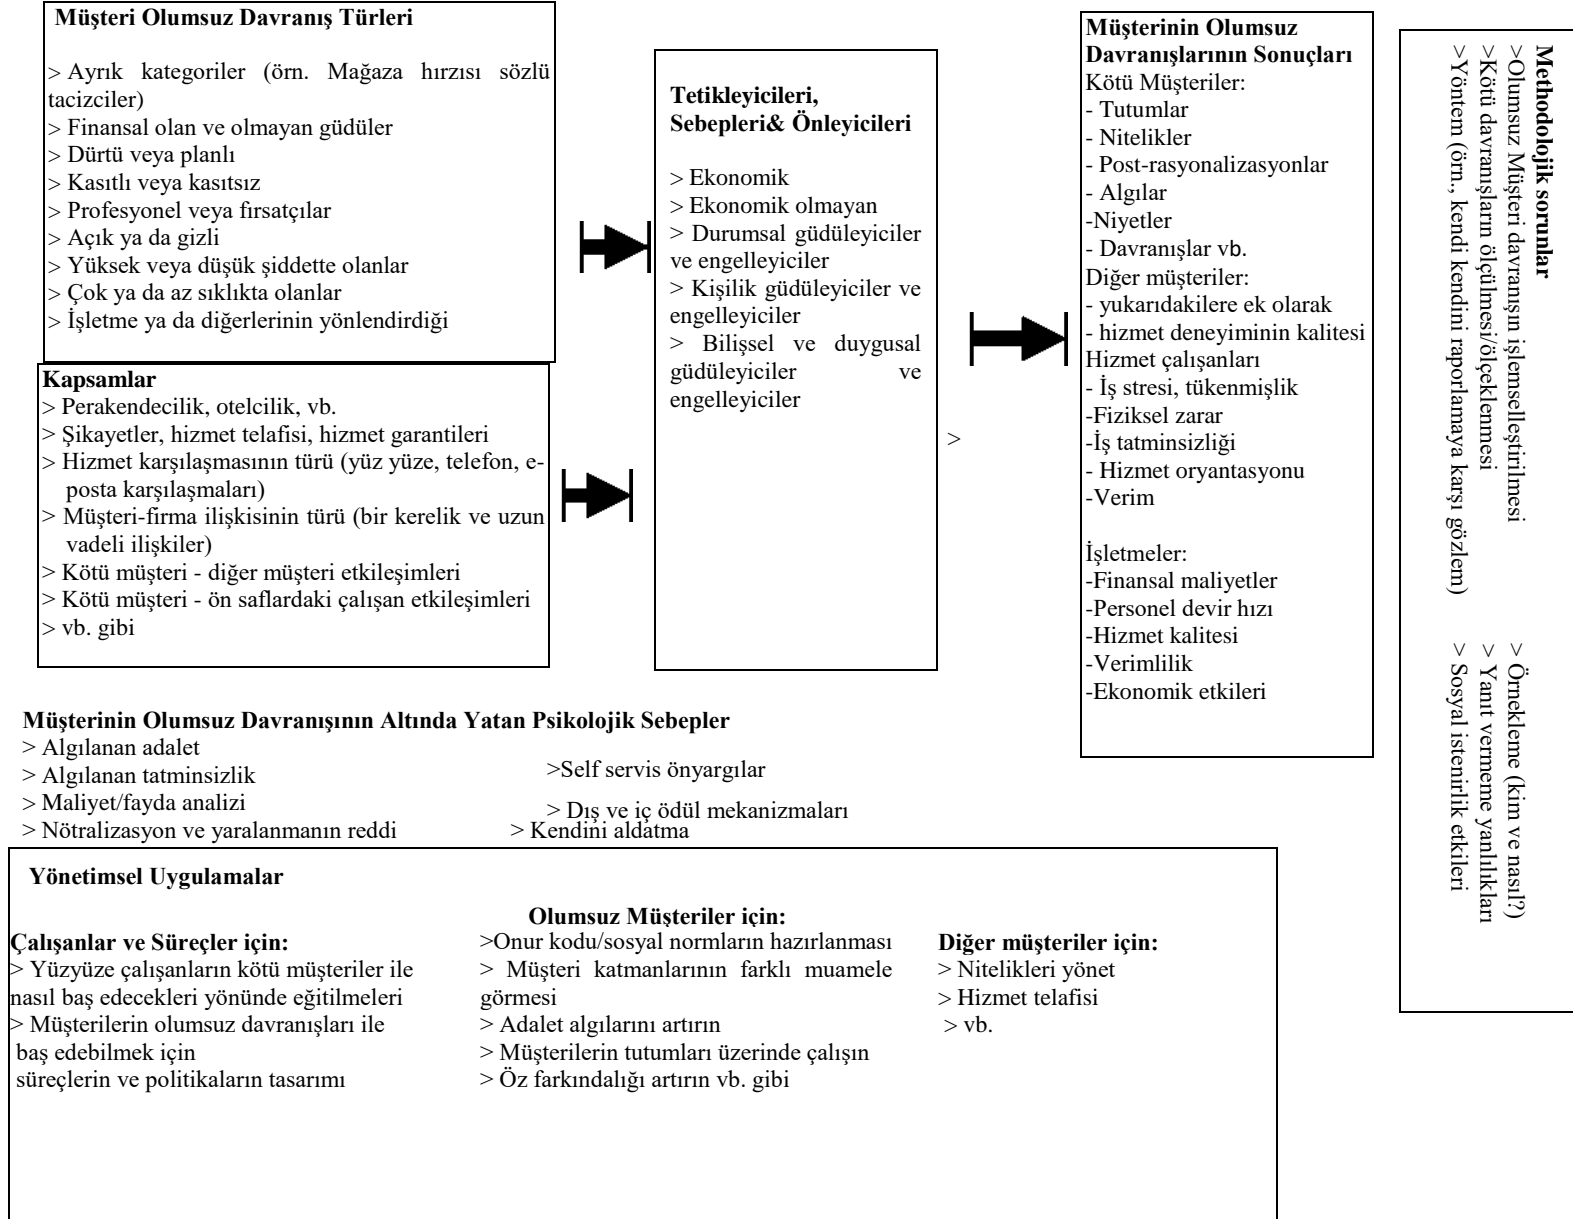 Müşteri Olumsuz Davranış Türleri
> Ayrık kategoriler (örn. Mağaza hırzısı sözlü
tacizciler)
> Finansal olan ve olmayan güdüler
> Dürtü veya planlı
> Kasıtlı veya kasıtsız
> Profesyonel veya fırsatçılar
> Açık ya da gizli
> Yüksek veya düşük şiddette olanlar
> Çok ya da az sıklıkta olanlar
> İşletme ya da diğerlerinin yönlendirdiği
Kapsamlar
> Perakendecilik, otelcilik, vb.
> Şikayetler, hizmet telafisi, hizmet garantileri
> Hizmet karşılaşmasının türü (yüz yüze, telefon, e-
posta karşılaşmaları)
> Müşteri-firma ilişkisinin türü (bir kerelik ve uzun
vadeli ilişkiler)
> Kötü müşteri - diğer müşteri etkileşimleri
> Kötü müşteri - ön saflardaki çalışan etkileşimleri
> vb. gibi
Tetikleyicileri,
Sebepleri& Önleyicileri
> Ekonomik
> Ekonomik olmayan
> Durumsal güdüleyiciler
ve engelleyiciler
> Kişilik güdüleyiciler ve
engelleyiciler
> Bilişsel ve duygusal
güdüleyiciler ve
engelleyiciler
>
Müşterinin Olumsuz
Davranışlarının Sonuçları
Kötü Müşteriler:
- Tutumlar
- Nitelikler
- Post-rasyonalizasyonlar
- Algılar
-Niyetler
- Davranışlar vb.
Diğer müşteriler:
- yukarıdakilere ek olarak
- hizmet deneyiminin kalitesi
Hizmet çalışanları
- İş stresi, tükenmişlik
-Fiziksel zarar
-İş tatminsizliği
- Hizmet oryantasyonu
-Verim
İşletmeler:
-Finansal maliyetler
-Personel devir hızı
-Hizmet kalitesi
-Verimlilik
-Ekonomik etkileri
Methodolojik sorunlar
>Olumsuz Müşteri davranışın işlemselleştirilmesi
>Kötü davranışların ölçülmesi/ölçeklenmesi
>Yöntem (örn., kendi kendini raporlamaya karşı gözlem)
> Örnekleme (kim ve nasıl?)
> Yanıt vermeme yanlılıkları
> Sosyal istenirlik etkileri
Müşterinin Olumsuz Davranışının Altında Yatan Psikolojik Sebepler
> Algılanan adalet
> Algılanan tatminsizlik
> Maliyet/fayda analizi
> Nötralizasyon ve yaralanmanın reddi
>Self servis önyargılar
> Dış ve iç ödül mekanizmaları
> Kendini aldatma
Yönetimsel Uygulamalar
Çalışanlar ve Süreçler için:
> Yüzyüze çalışanların kötü müşteriler ile
nasıl baş edecekleri yönünde eğitilmeleri
> Müşterilerin olumsuz davranışları ile
baş edebilmek için
süreçlerin ve politikaların tasarımı
Olumsuz Müşteriler için:
>Onur kodu/sosyal normların hazırlanması
> Müşteri katmanlarının farklı muamele
görmesi
> Adalet algılarını artırın
> Müşterilerin tutumları üzerinde çalışın
> Öz farkındalığı artırın vb. gibi
Diğer müşteriler için:
> Nitelikleri yönet
> Hizmet telafisi
> vb.